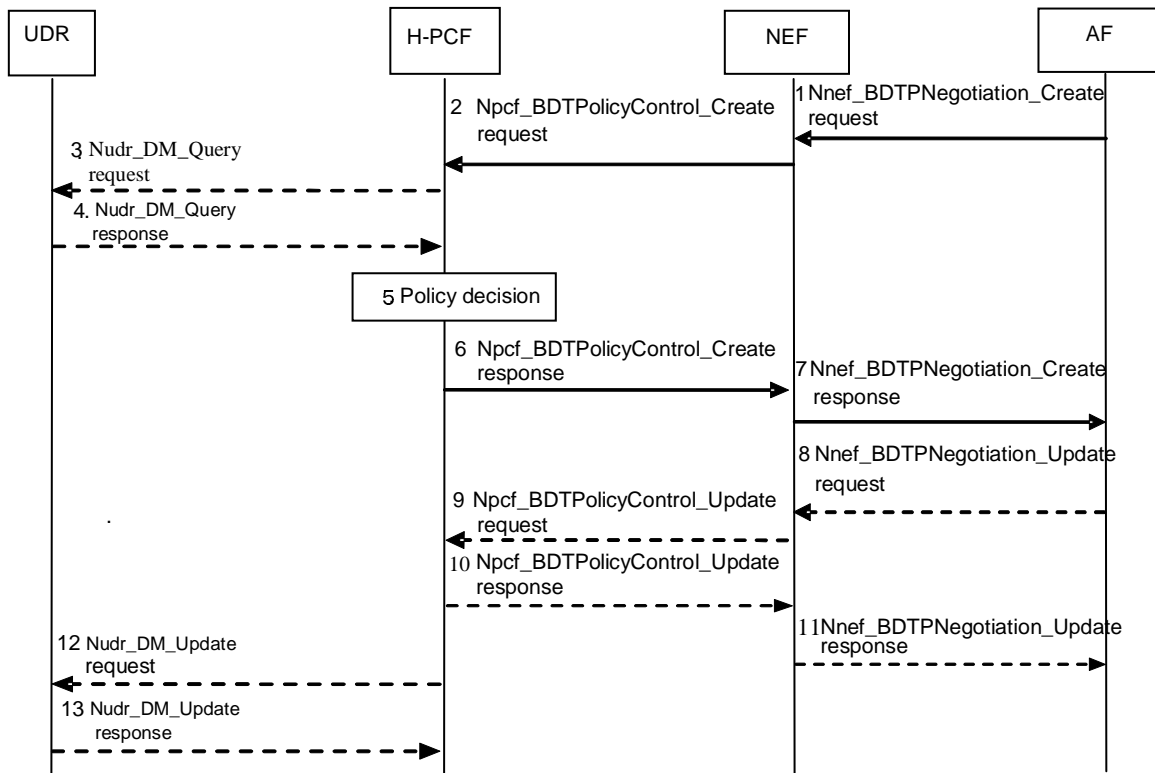 UDR
H-PCF
NEF
AF
1 Nnef_BDTPNegotiation_Create
request
2 Npcf_BDTPolicyControl_Create
request
3. Nudr_DM_Query
request
4. Nudr_DM_Query
response
5 Policy decision
6 Npcf_BDTPolicyControl_Create
response
7 Nnef_BDTPNegotiation_Create
response
8 Nnef_BDTPNegotiation_Update
request
9 Npcf_BDTPolicyControl_Update
request
.
10 Npcf_BDTPolicyControl_Update
response
11Nnef_BDTPNegotiation_Update
response
12 Nudr_DM_Update
request
13 Nudr_DM_Update
response